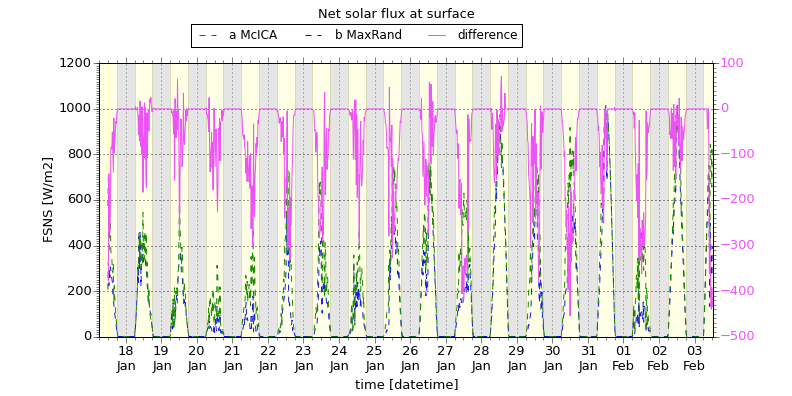 Net solar flux at surface
a McICA b MaxRand difference
1200 100
1000 0
800 −100
600 −200
FSNS [W/m2]
400 −300
200 −400
0 −500
18 19 20 21 22 23 24 25 26 27 28 29 30 31 01 02 03
Jan Jan Jan Jan Jan Jan Jan Jan Jan Jan Jan Jan Jan Jan Feb Feb Feb
time [datetime]